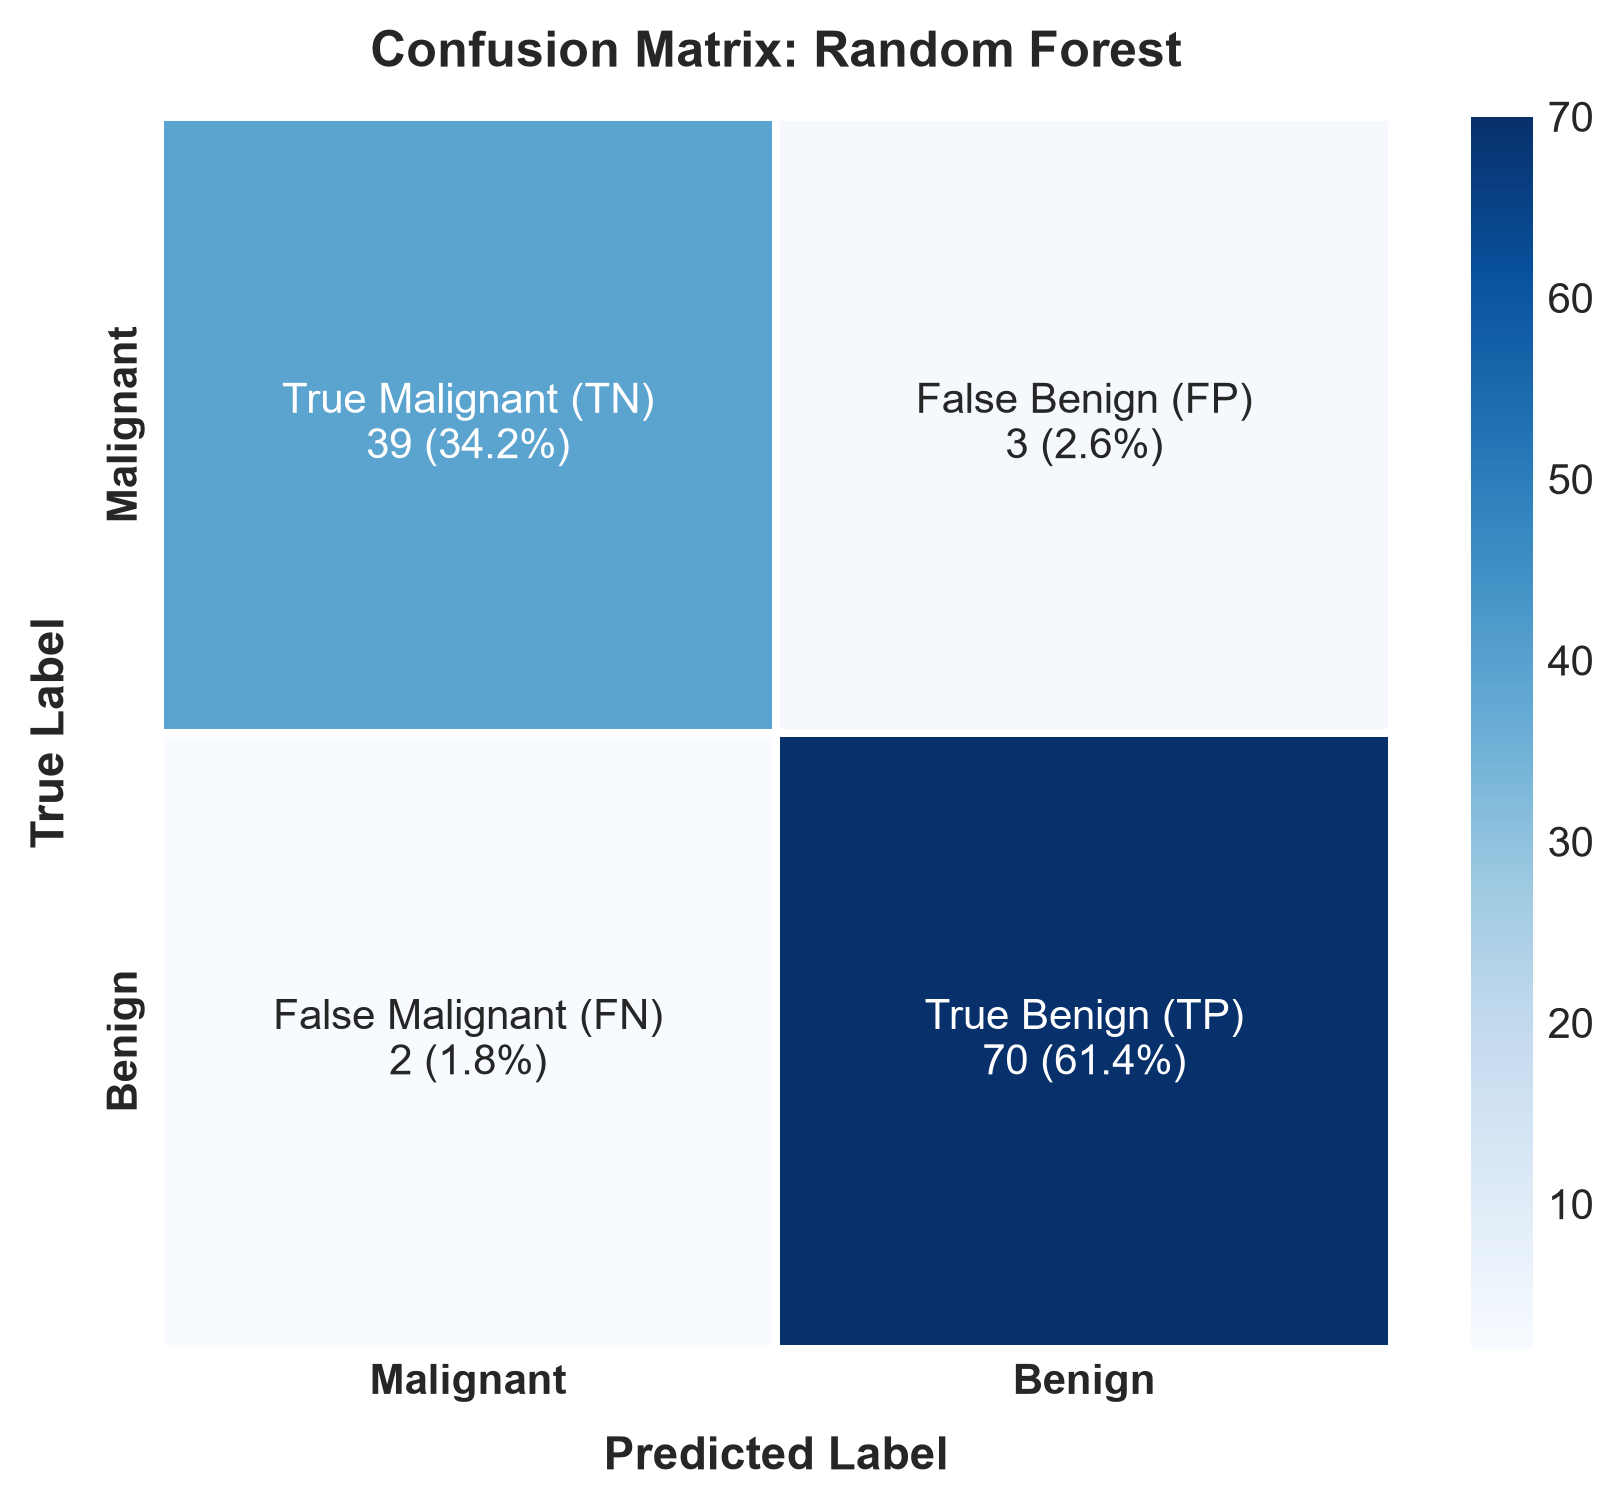 Confusion Matrix: Random Forest
True Label
Malignant
Benign
True Malignant (TN)
39 (34.2%)
False Benign (FP)
3 (2.6%)
False Malignant (FN)
2 (1.8%)
True Benign (TP)
70 (61.4%)
Malignant
Benign
Predicted Label
70
60
50
40
30
20
10